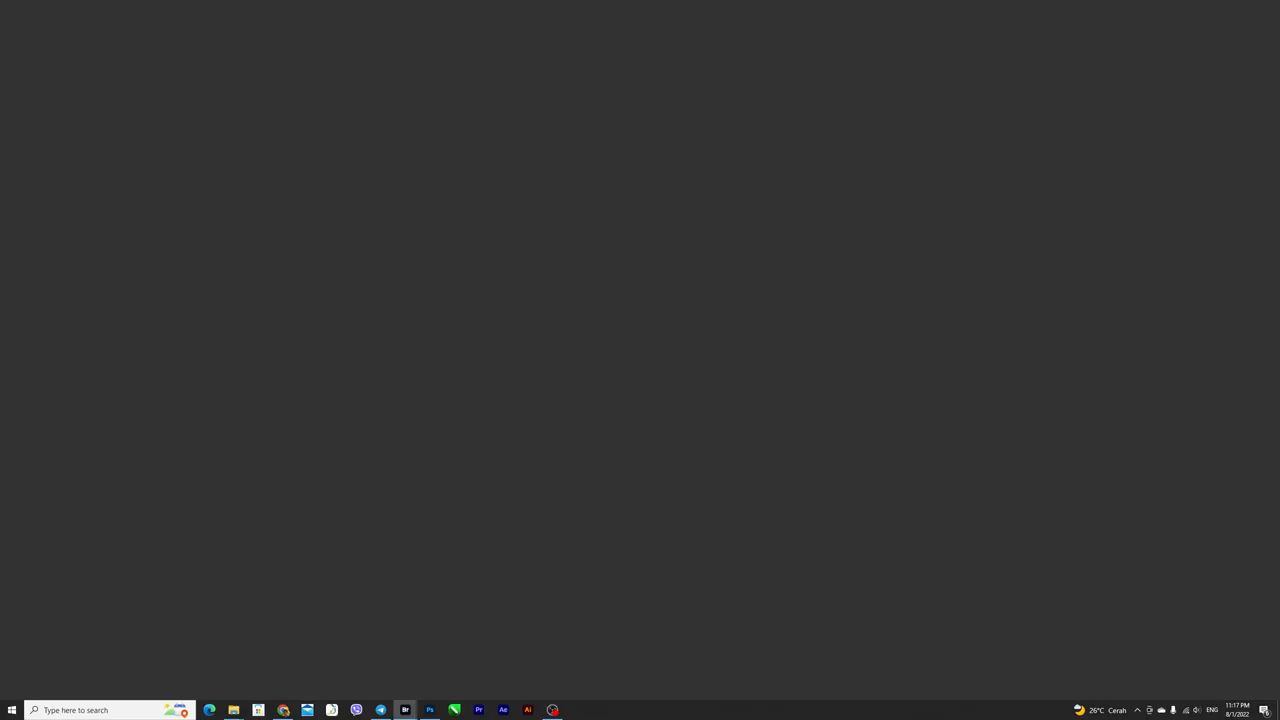 Type here to search
Br
Ps
Pr
Ae
Ai
26°C Cerah
ENG
11:17 PM
8/1/2022